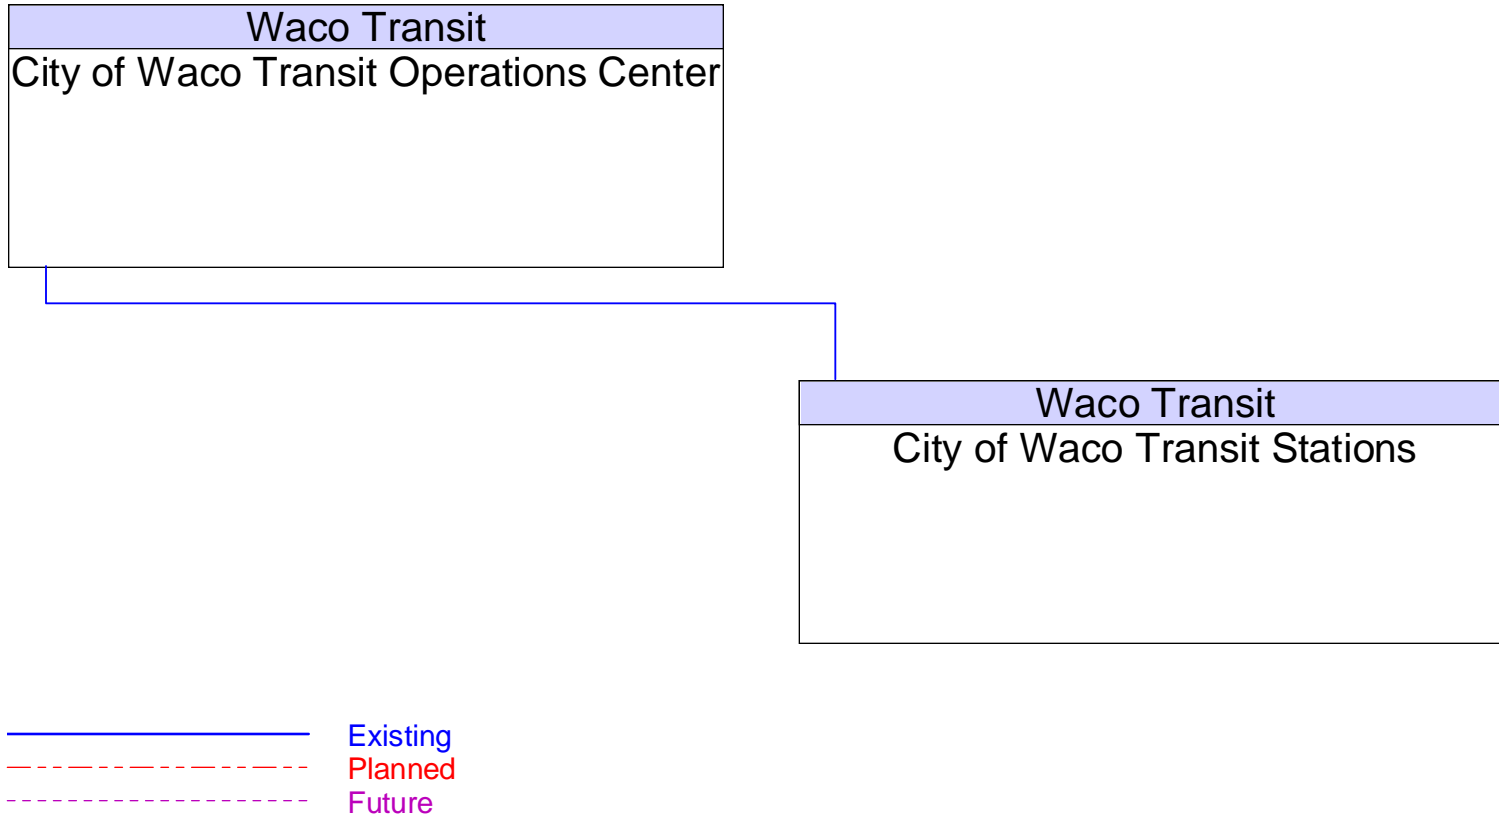 Waco Transit
City of Waco Transit Operations Center
Waco Transit
City of Waco Transit Stations
Existing
Planned
Future